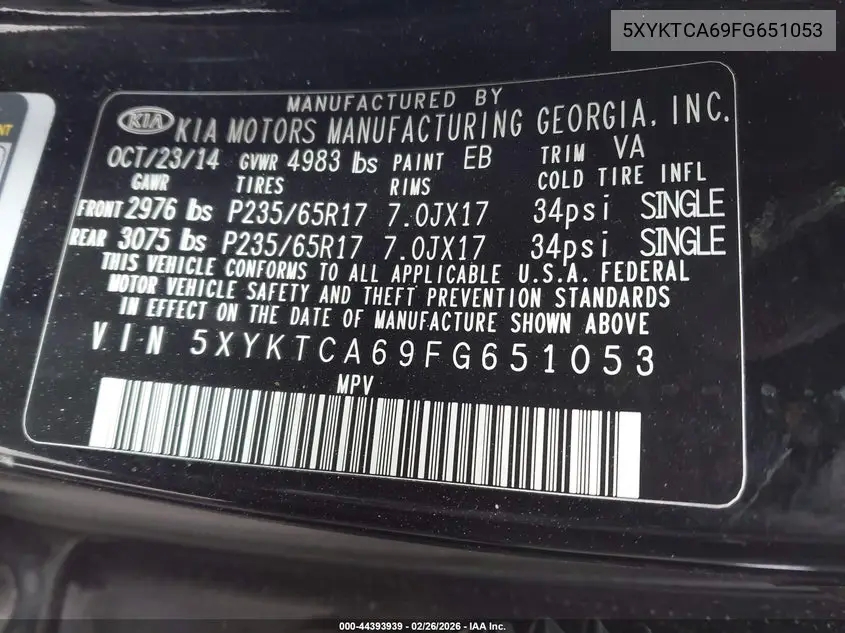 5XYKTCA69FG651053
MANUFACTURED BY
KIA KIA MOTORS MANUFACTURING GEORGIA, INC.
OCT/23/14 GVWR 4983 lbs PAINT EB TRIM VA
GAWR TIRES RIMS COLD TIRE INFL
FRONT 2976 lbs P235/65R17 7.0JX17 34psi SINGLE
REAR 3075 lbs P235/65R17 7.0JX17 34psi SINGLE
THIS VEHICLE CONFORMS TO ALL APPLICABLE U.S.A. FEDERAL
MOTOR VEHICLE SAFETY AND THEFT PREVENTION STANDARDS
IN EFFECT ON THE DATE OF MANUFACTURE SHOWN ABOVE
VIN 5XYKTCA69FG651053
MPV
000-44393939 - 02/26/2026 - IAA Inc.